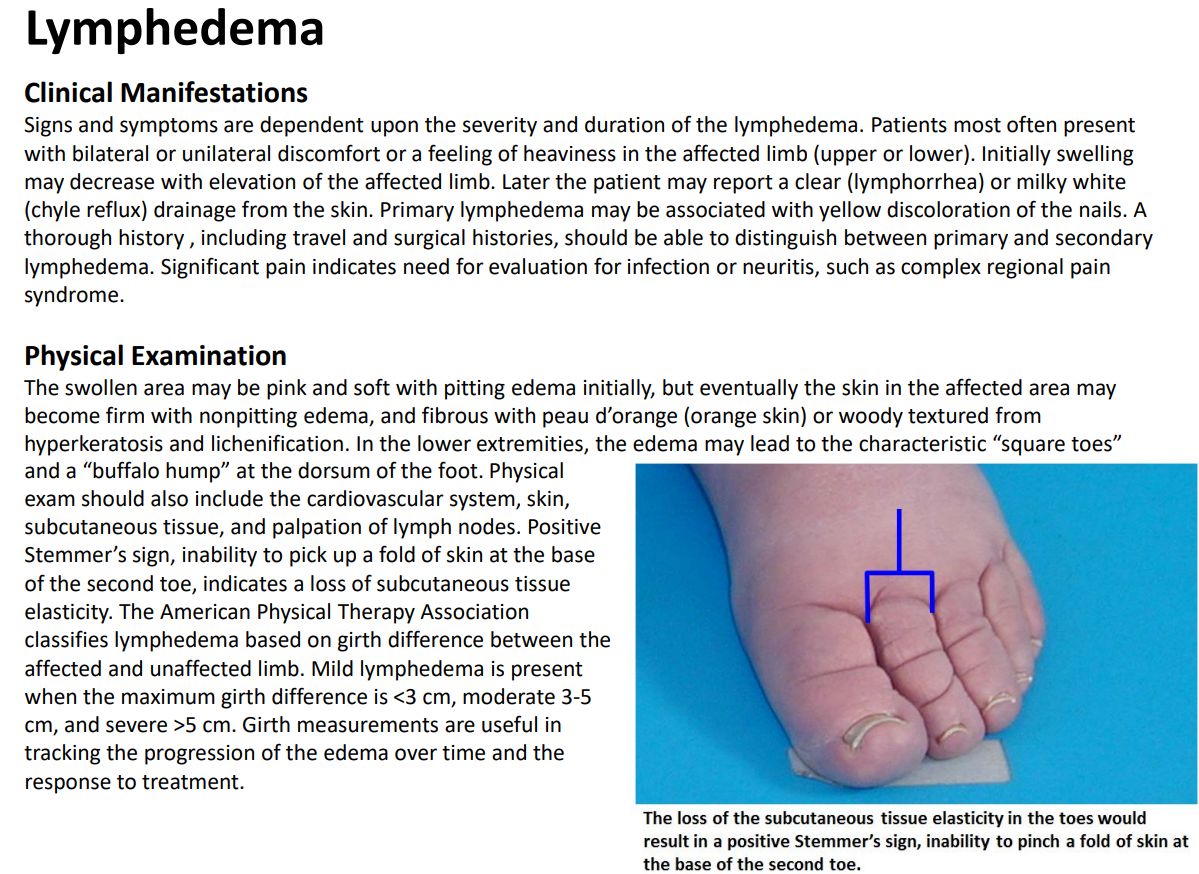 Lymphedema
Clinical Manifestations
Signs and symptoms are dependent upon the severity and duration of the lymphedema. Patients most often present
with bilateral or unilateral discomfort or a feeling of heaviness in the affected limb (upper or lower). Initially swelling
may decrease with elevation of the affected limb. Later the patient may report a clear (lymphorrhea) or milky white
(chyle reflux) drainage from the skin. Primary lymphedema may be associated with yellow discoloration of the nails. A
thorough history , including travel and surgical histories, should be able to distinguish between primary and secondary
lymphedema. Significant pain indicates need for evaluation for infection or neuritis, such as complex regional pain
syndrome.
Physical Examination
The swollen area may be pink and soft with pitting edema initially, but eventually the skin in the affected area may
become firm with nonpitting edema, and fibrous with peau d’orange (orange skin) or woody textured from
hyperkeratosis and lichenification. In the lower extremities, the edema may lead to the characteristic “square toes”
and a “buffalo hump” at the dorsum of the foot. Physical
exam should also include the cardiovascular system, skin,
subcutaneous tissue, and palpation of lymph nodes. Positive
Stemmer’s sign, inability to pick up a fold of skin at the base
of the second toe, indicates a loss of subcutaneous tissue
elasticity. The American Physical Therapy Association
classifies lymphedema based on girth difference between the
affected and unaffected limb. Mild lymphedema is present
when the maximum girth difference is <3 cm, moderate 3-5
cm, and severe >5 cm. Girth measurements are useful in
tracking the progression of the edema over time and the
response to treatment.
The loss of the subcutaneous tissue elasticity in the toes would
result in a positive Stemmer’s sign, inability to pinch a fold of skin at
the base of the second toe.